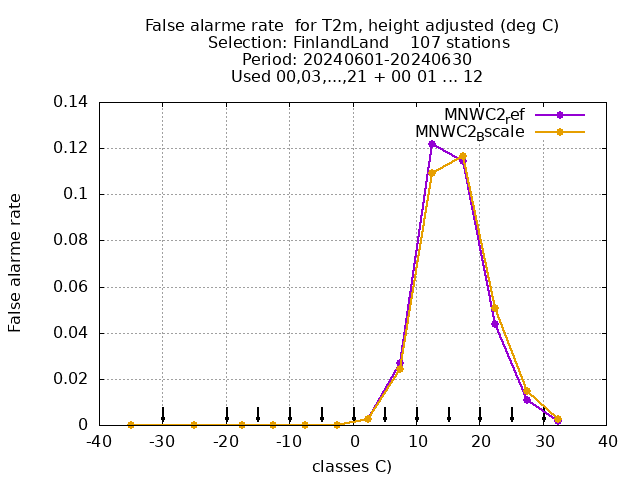 False alarme rate  for T2m, height adjusted (deg C)
Selection: FinlandLand    107 stations
Period: 20240601-20240630
Used 00,03,...,21 + 00 01 ... 12
MNWC2ref
MNWC2Bscale
0.14
0.12
0.1
0.08
0.06
0.04
0.02
0
False alarme rate
-40 -30 -20 -10 0 10 20 30 40
classes C)